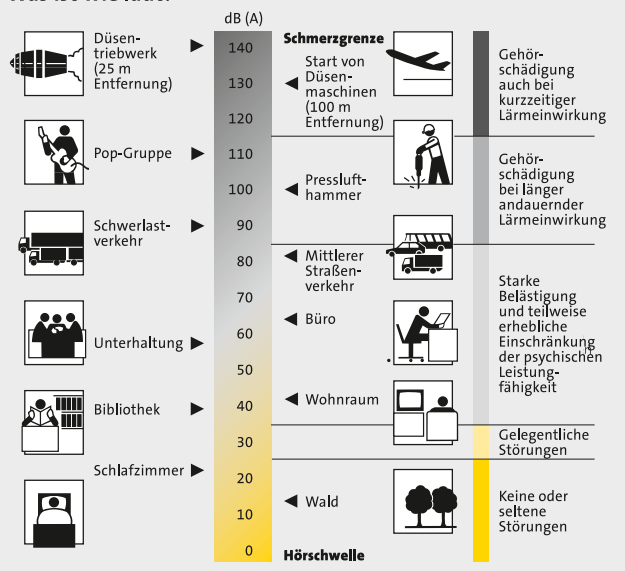 dB (A)
Düsen-
triebwerk
(25 m
Entfernung)
Pop-Gruppe
Schwerlast-
verkehr
Unterhaltung
Bibliothek
Schlafzimmer
140
130
120
110
100
90
80
70
60
50
40
30
20
10
0
Schmerzgrenze
Start von
Düsen-
maschinen
(100 m
Entfernung)
Pressluft-
hammer
Mittlerer
Straßen-
verkehr
Büro
Wohnraum
Wald
Hörschwelle
Gehör-
schädigung
auch bei
kurzzeitiger
Lärmeinwirkung
Gehör-
schädigung
bei länger
andauernder
Lärmeinwirkung
Starke
Belästigung
und teilweise
erhebliche
Einschränkung
der psychischen
Leistung-
fähigkeit
Gelegentliche
Störungen
Keine oder
seltene
Störungen